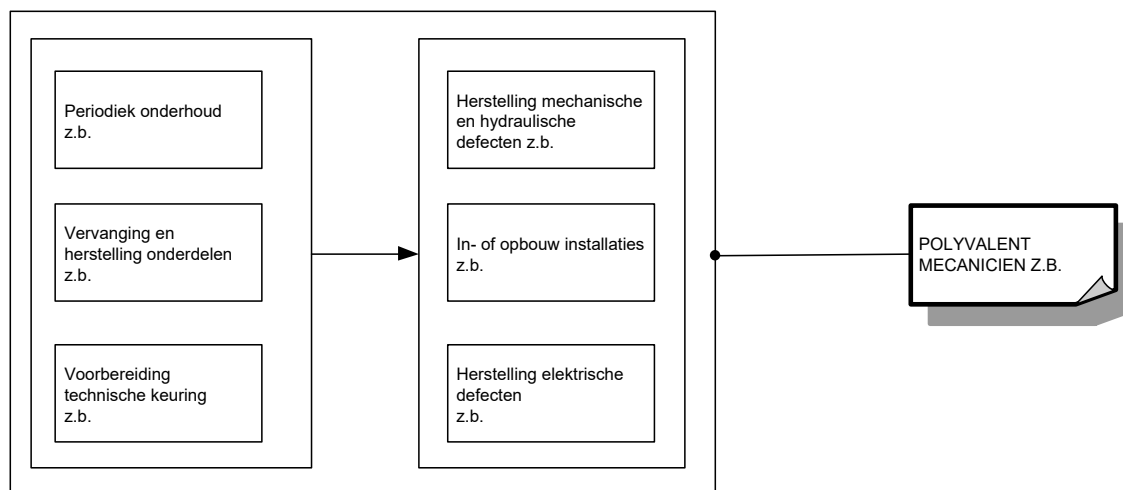 Periodiek onderhoud
z.b.
Vervanging en
herstelling onderdelen
z.b.
Voorbereiding
technische keuring
z.b.
Herstelling mechanische
en hydraulische
defecten z.b.
In- of opbouw installaties
z.b.
Herstelling elektrische
defecten
z.b.
POLYVALENT
MECANICIEN Z.B.